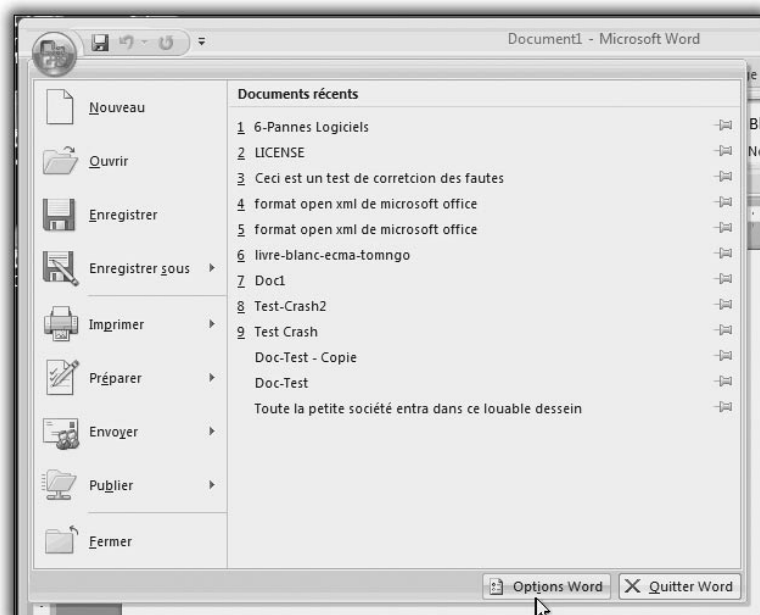 Document1 - Microsoft Word
Nouveau
Ouvrir
Enregistrer
Enregistrer sous
Imprimer
Préparer
Envoyer
Publier
Fermer
Documents récents
1 6-Pannes Logiciels
2 LICENSE
3 Ceci est un test de corretcion des fautes
4 format open xml de microsoft office
5 format open xml de microsoft office
6 livre-blanc-ecma-tomngo
7 Doc1
8 Test-Crash2
9 Test Crash
Doc-Test - Copie
Doc-Test
Toute la petite société entra dans ce louable dessein
Options Word
Quitter Word